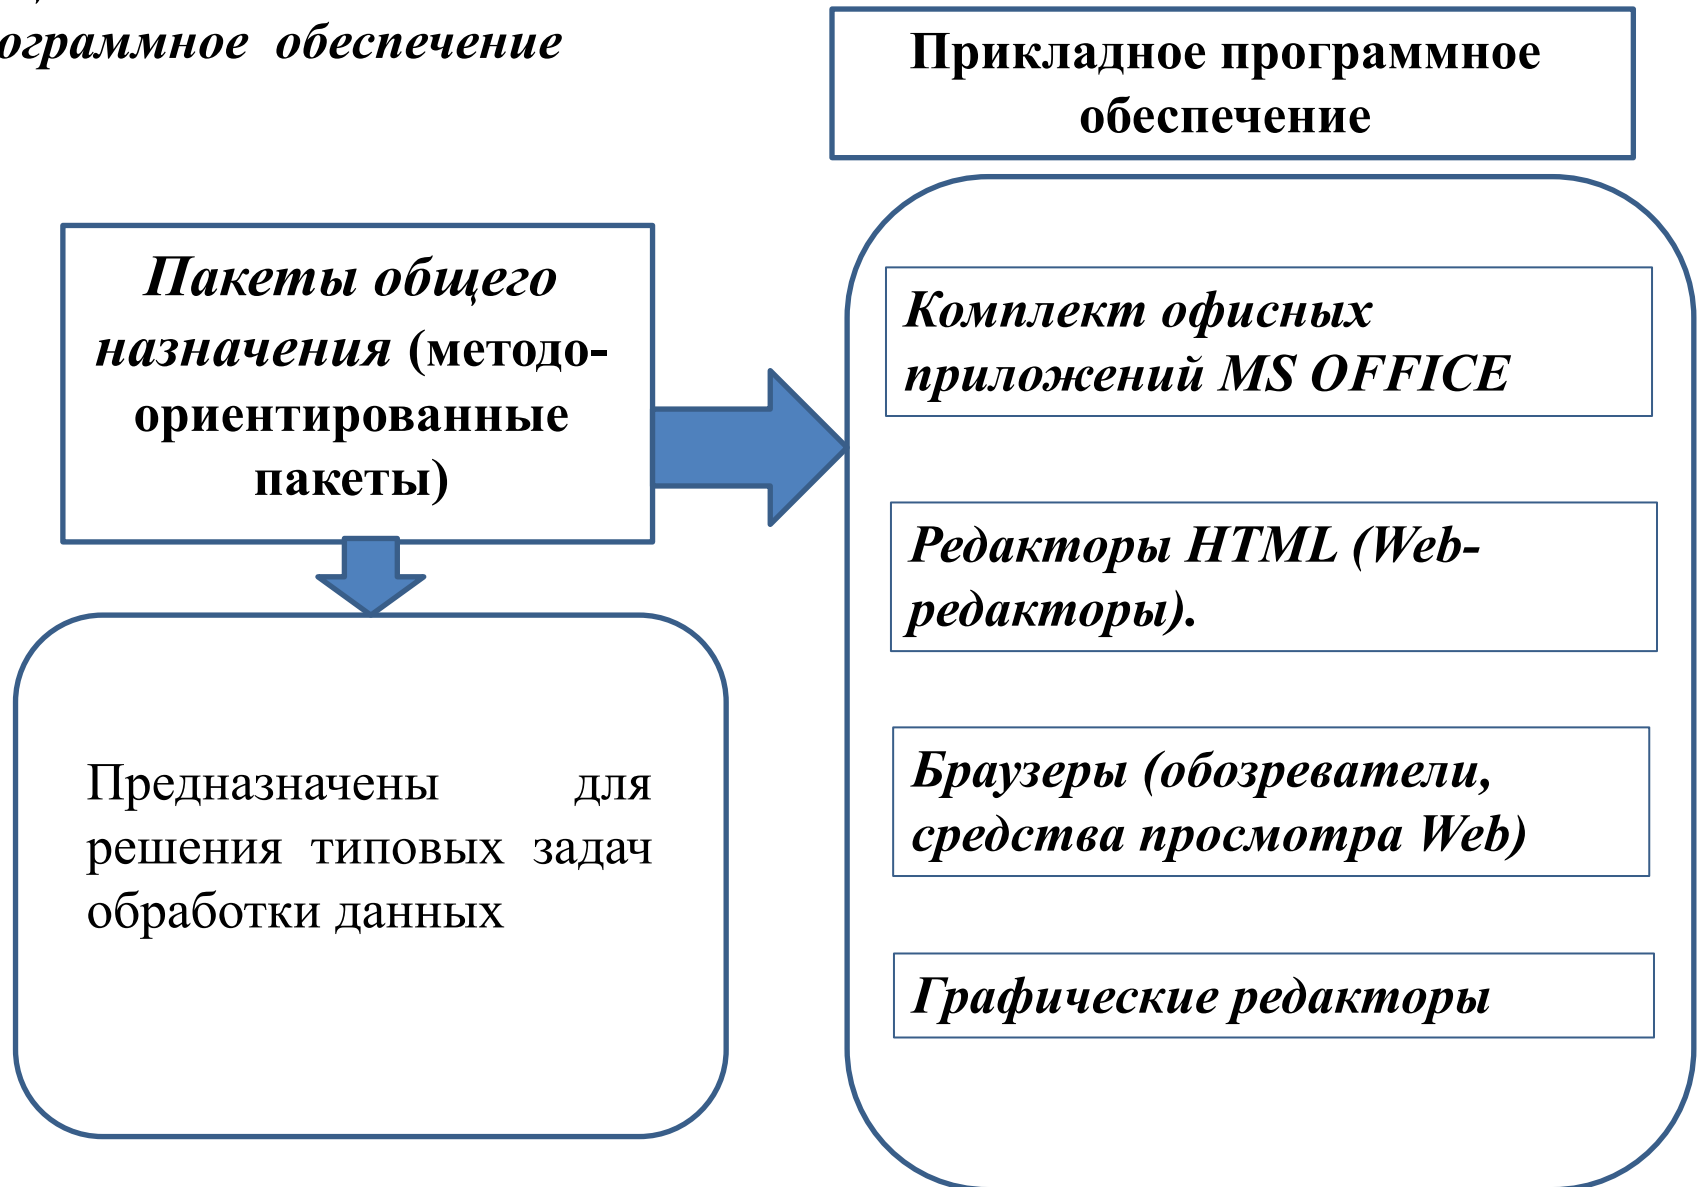 обеспечение
Прикладное программное
обеспечение
Пакеты общего
назначения (методо-
ориентированные
пакеты)
Комплект офисных
приложений MS OFFICE
Редакторы HTML (Web-
редакторы).
Браузеры (обозреватели,
средства просмотра Web)
Графические редакторы
Предназначены для
решения типовых задач
обработки данных